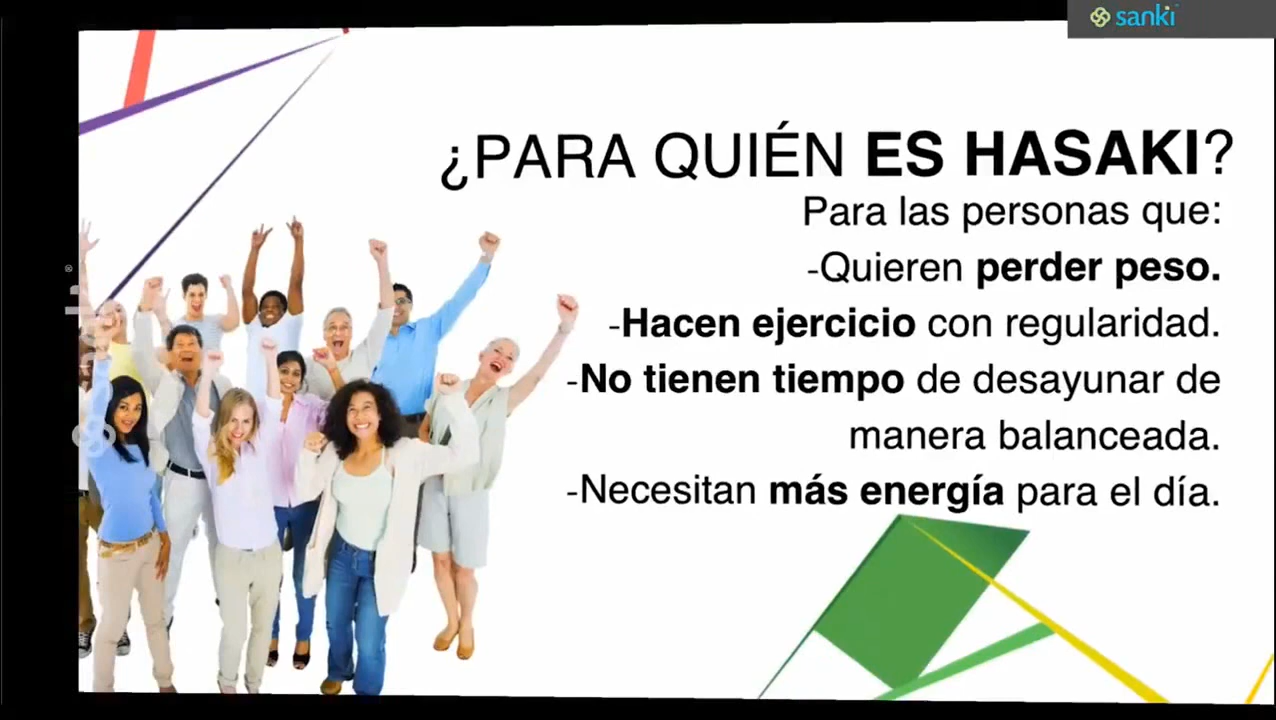 sanki
¿PARA QUIÉN ES HASAKI?
Para las personas que:
-Quieren perder peso.
-Hacen ejercicio con regularidad.
-No tienen tiempo de desayunar de
manera balanceada.
-Necesitan más energía para el día.